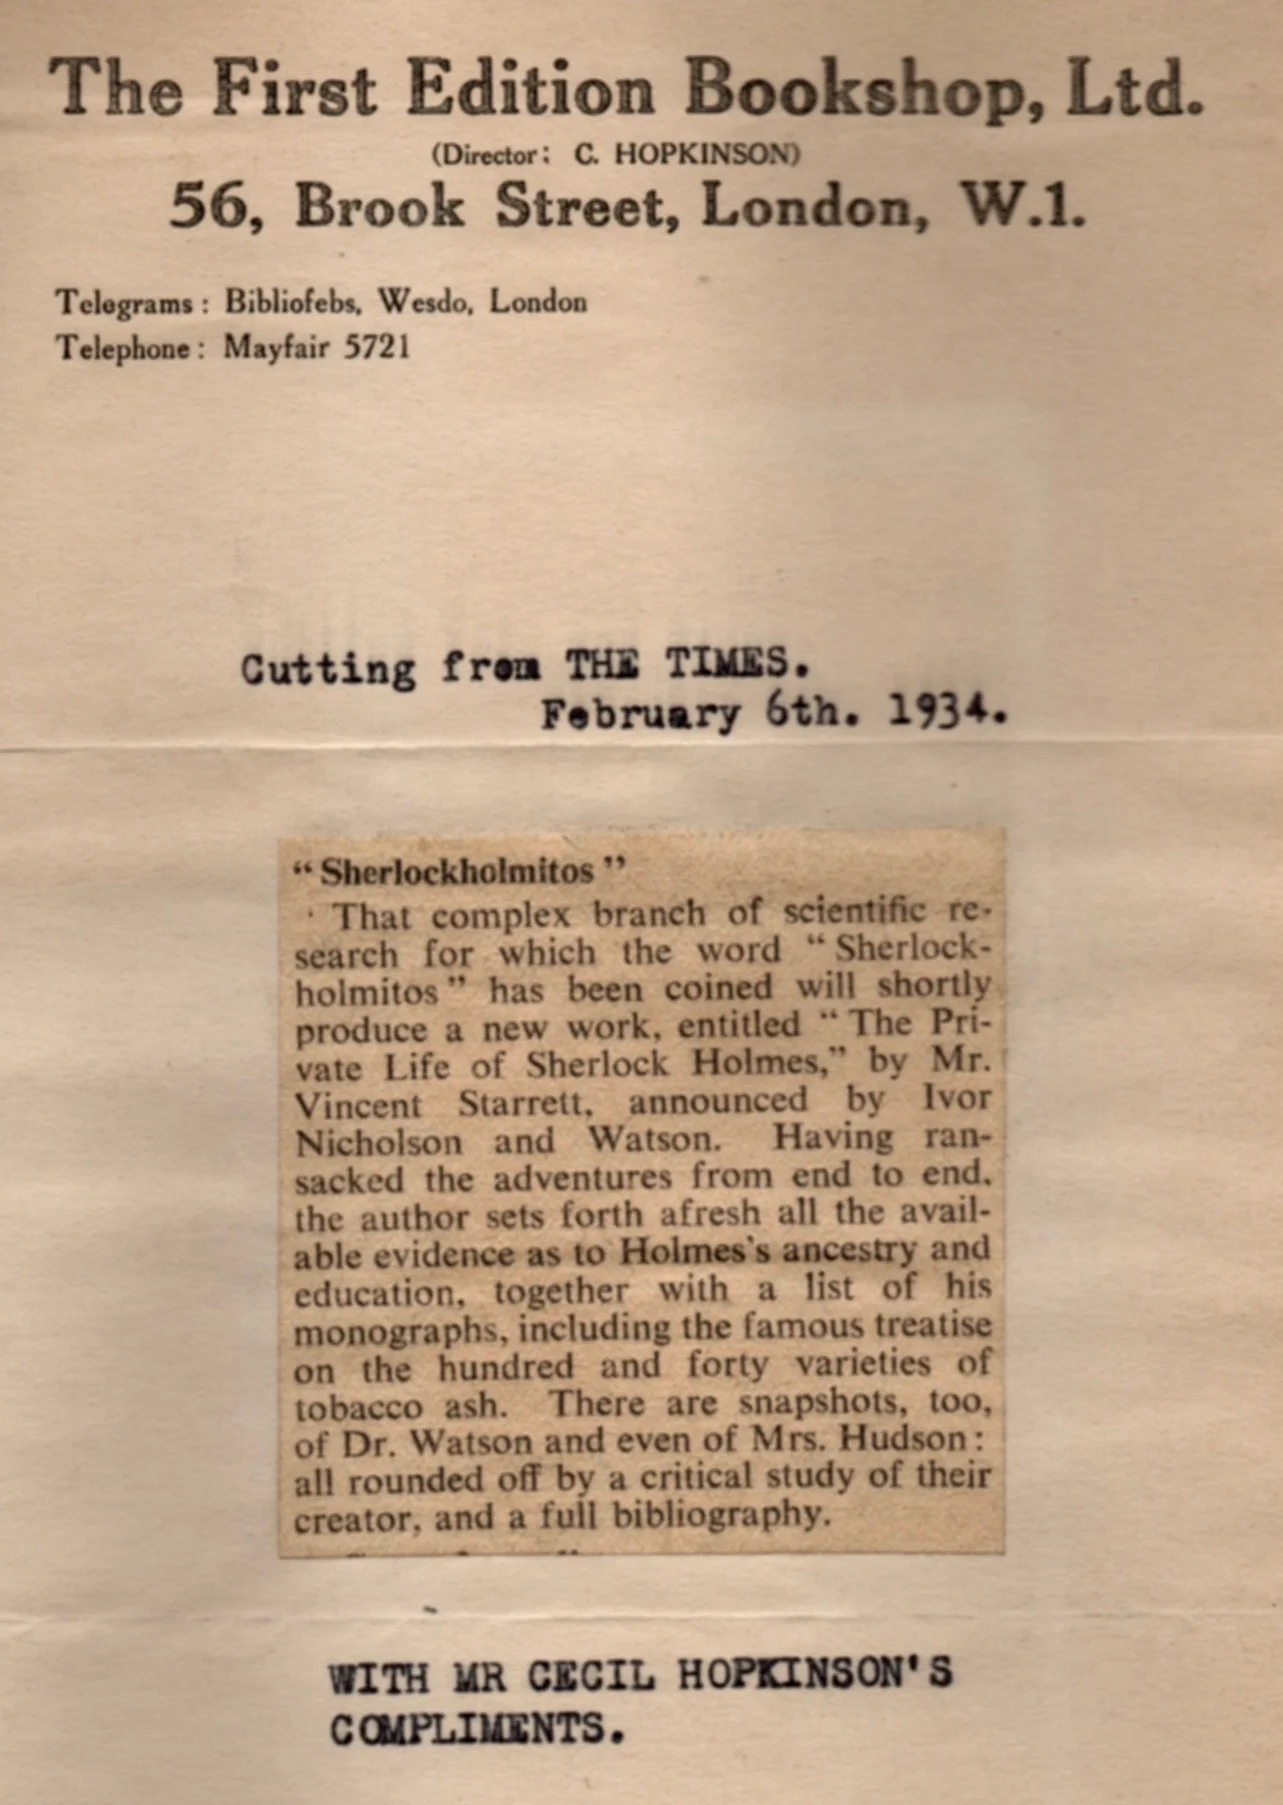 The First Edition Bookshop, Ltd.
(Director: C. HOPKINSON)
56, Brook Street, London, W.1.
Telegrams: Bibliofebs, Wesdo, London
Telephone: Mayfair 5721
Cutting from THE TIMES.
February 6th. 1934.
“Sherlockholmitos”
That complex branch of scientific re-
search for which the word “Sherlock-
holmitos” has been coined will shortly
produce a new work, entitled “The Pri-
vate Life of Sherlock Holmes,” by Mr.
Vincent Starrett, announced by Ivor
Nicholson and Watson. Having ran-
sacked the adventures from end to end,
the author sets forth afresh all the avail-
able evidence as to Holmes's ancestry and
education, together with a list of his
monographs, including the famous treatise
on the hundred and forty varieties of
tobacco ash. There are snapshots, too,
of Dr. Watson and even of Mrs. Hudson:
all rounded off by a critical study of their
creator, and a full bibliography.
WITH MR CECIL HOPKINSON'S
COMPLIMENTS.